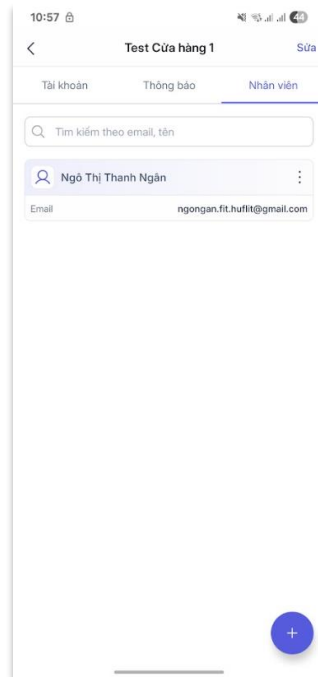 10:57
44
Test Cửa hàng 1
Sửa
Tài khoản
Thông báo
Nhân viên
Tìm kiếm theo email, tên
Ngô Thị Thanh Ngân
Email
ngongan.fit.huflit@gmail.com